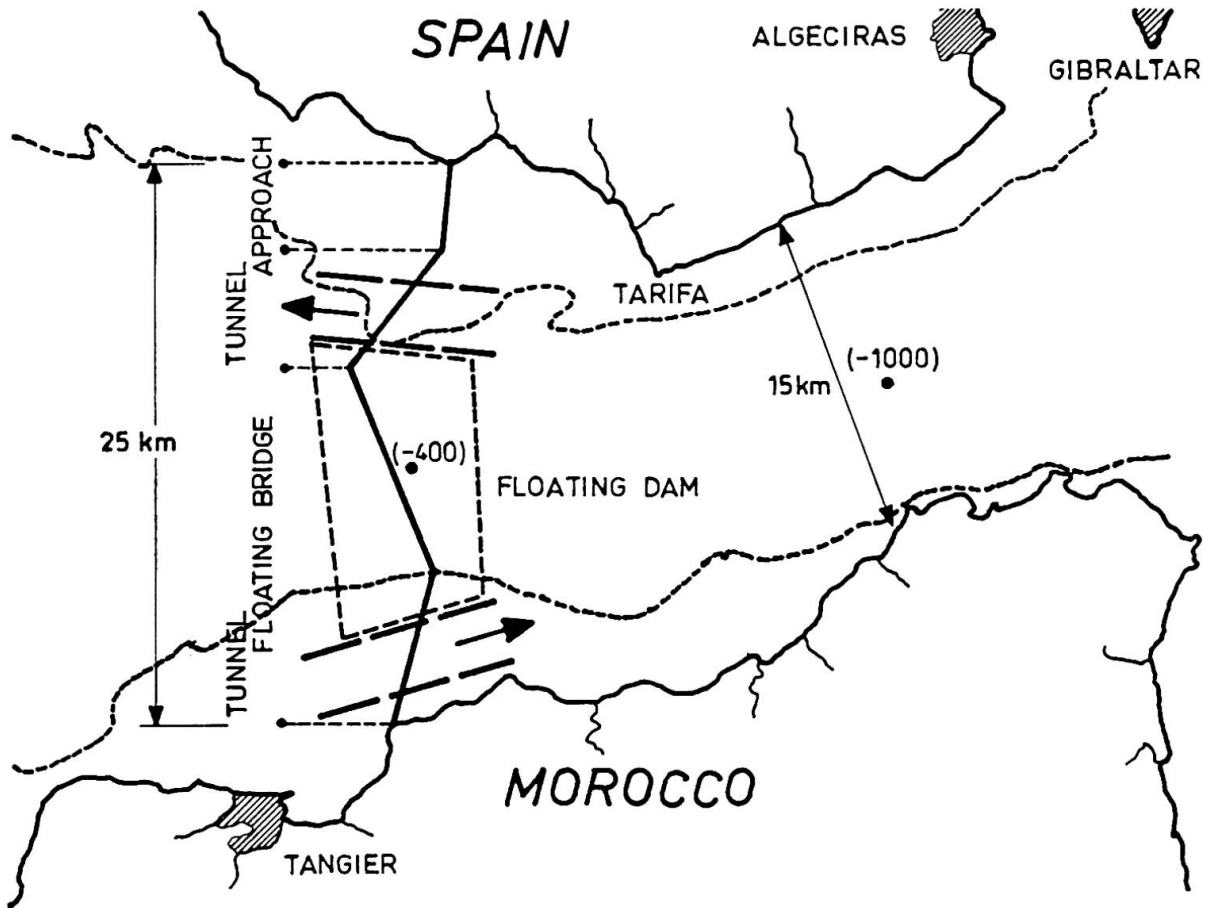 SPAIN
ALGECIRAS
GIBRALTAR
APPROACH
TUNNEL
TARIFA
(-1000)
15km
25 km
(-400)
FLOATING BRIDGE
FLOATING DAM
TUNNEL
MOROCCO
TANGIER